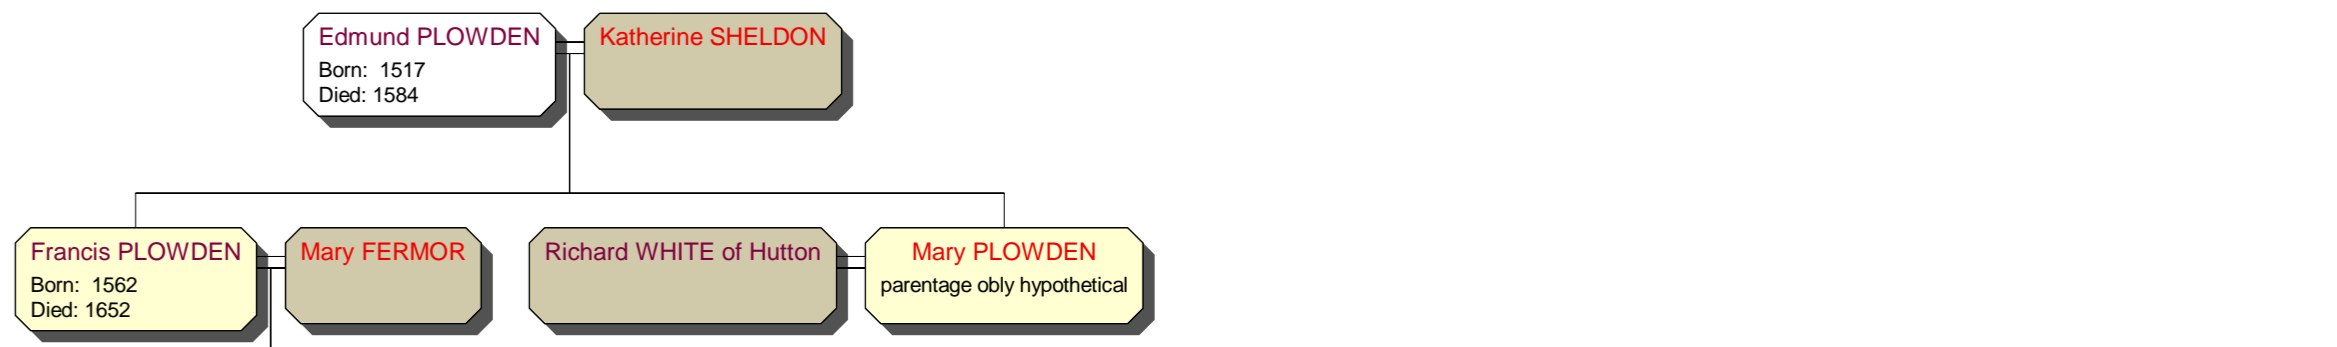 Edmund PLOWDEN
Born: 1517
Died: 1584
Katherine SHELDON
Francis PLOWDEN
Born: 1562
Died: 1652
Mary FERMOR
Richard WHITE of Hutton
Mary PLOWDEN
parentage obly hypothetical